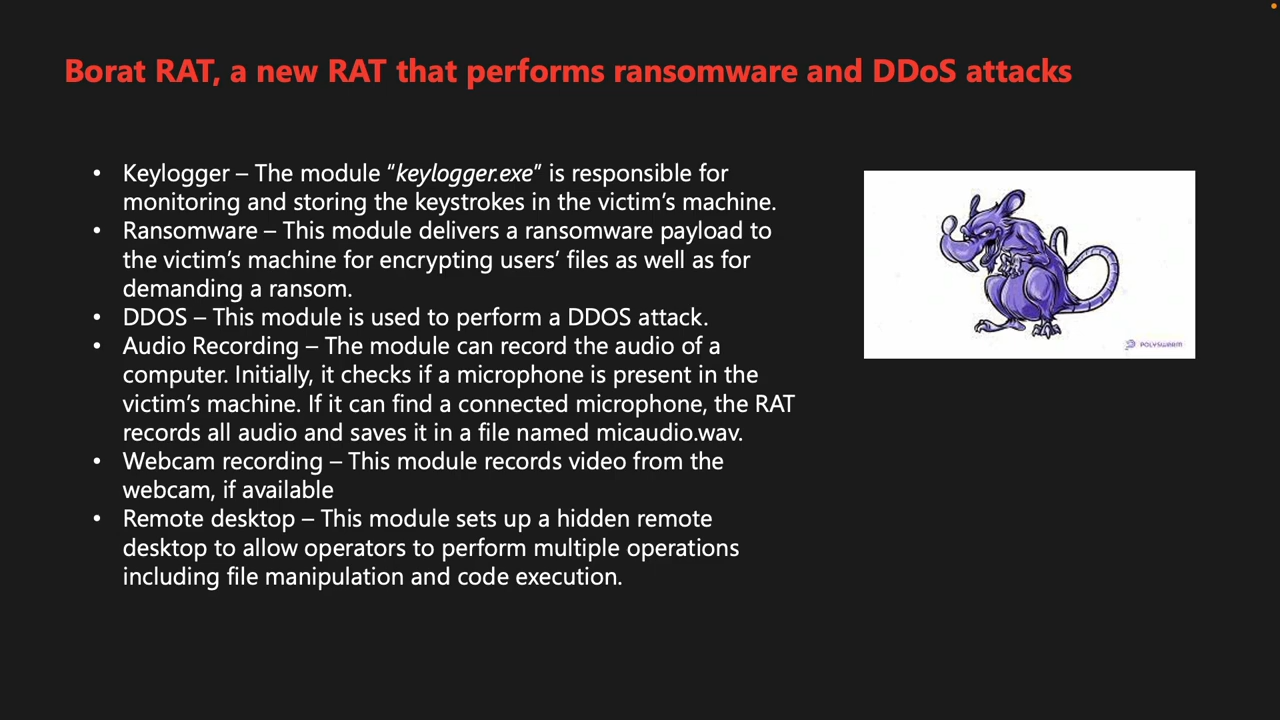 Borat RAT, a new RAT that performs ransomware and DDoS attacks
• Keylogger – The module “keylogger.exe” is responsible for
monitoring and storing the keystrokes in the victim’s machine.
• Ransomware – This module delivers a ransomware payload to
the victim’s machine for encrypting users’ files as well as for
demanding a ransom.
• DDOS – This module is used to perform a DDOS attack.
• Audio Recording – The module can record the audio of a
computer. Initially, it checks if a microphone is present in the
victim’s machine. If it can find a connected microphone, the RAT
records all audio and saves it in a file named micaudio.wav.
• Webcam recording – This module records video from the
webcam, if available
• Remote desktop – This module sets up a hidden remote
desktop to allow operators to perform multiple operations
including file manipulation and code execution.
POLYSWARM